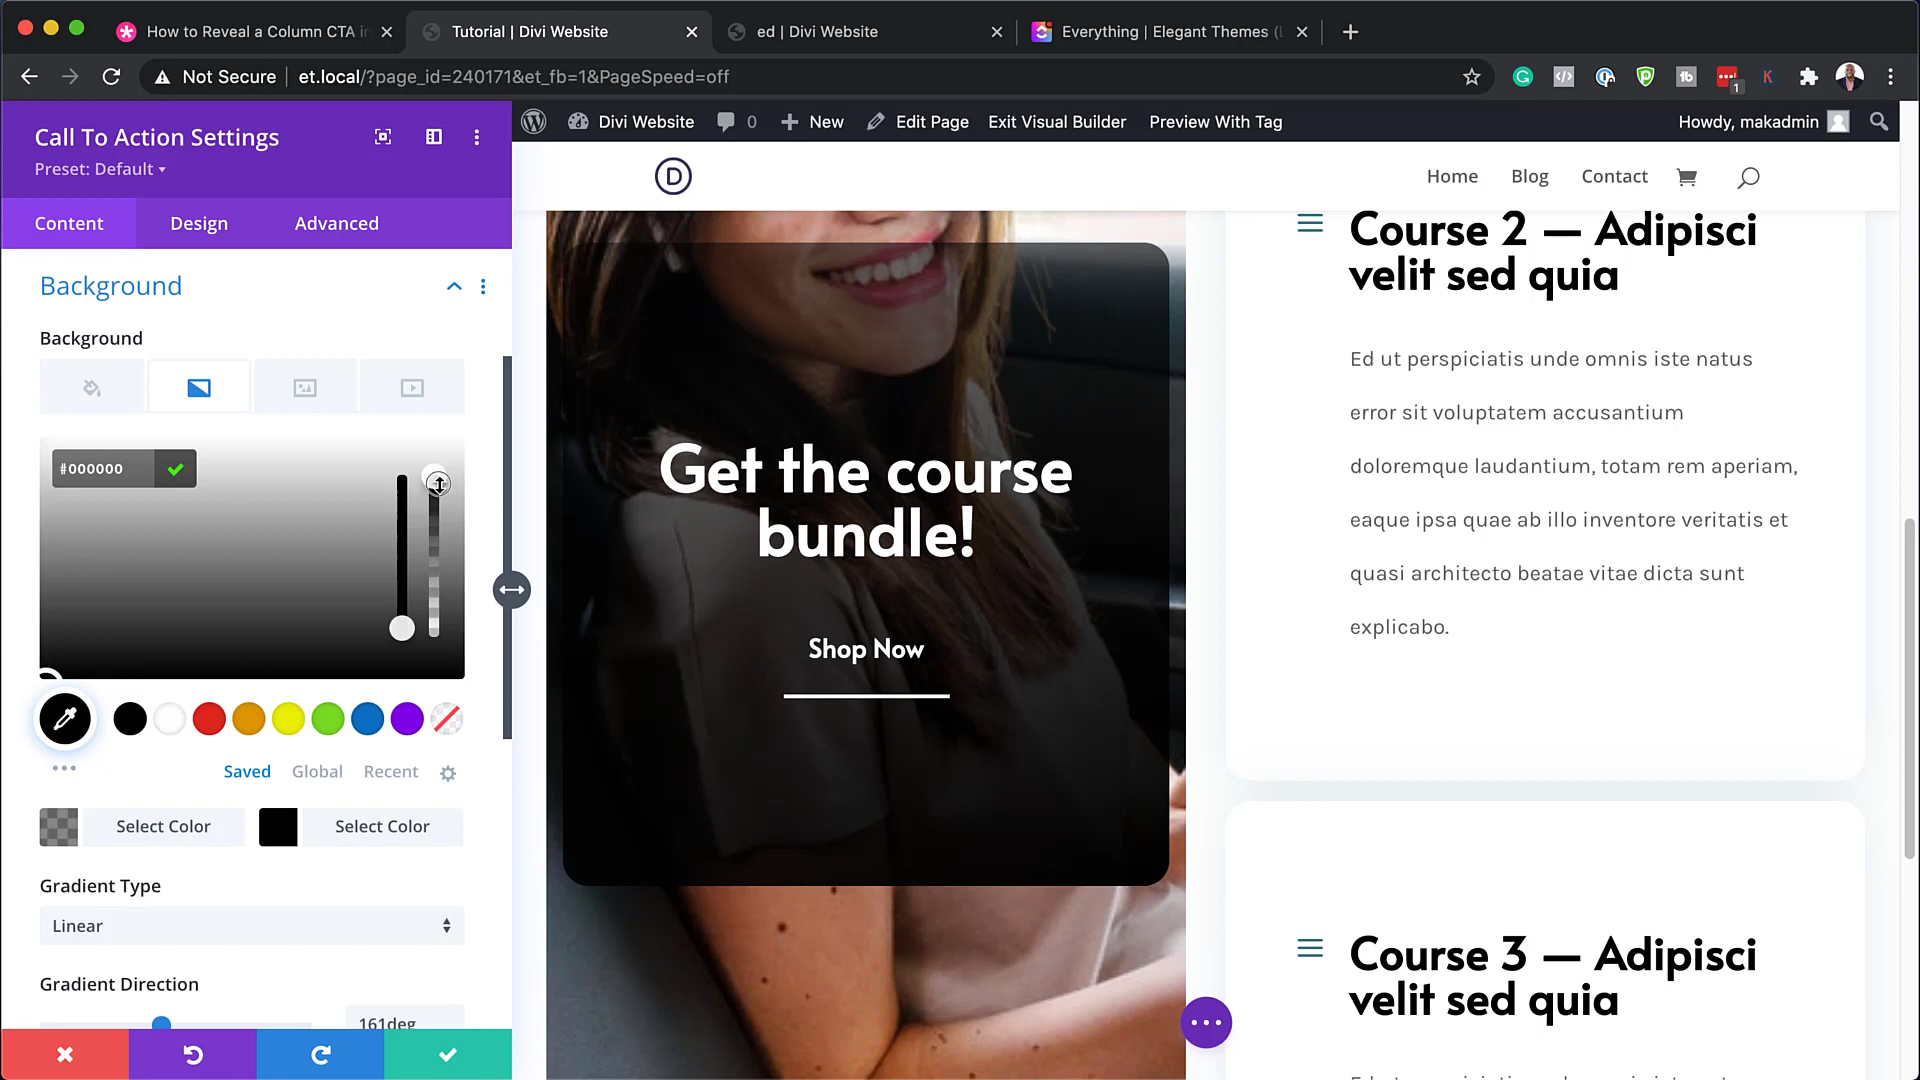 How to Reveal a Column CTA in
Tutorial | Divi Website
ed | Divi Website
Everything | Elegant Themes (
Not Secure
et.local/?page_id=240171&et_fb=1&PageSpeed=off
1
Call To Action Settings
Preset: Default
Content
Design
Advanced
Background
Background
#000000
Saved
Global
Recent
Select Color
Select Color
Gradient Type
Linear
Gradient Direction
161deg
Divi Website
0
New
Edit Page
Exit Visual Builder
Preview With Tag
Howdy, makadmin
D
Home
Blog
Contact
Get the course
bundle!
Shop Now
Course 2 — Adipisci
velit sed quia
Ed ut perspiciatis unde omnis iste natus
error sit voluptatem accusantium
doloremque laudantium, totam rem aperiam,
eaque ipsa quae ab illo inventore veritatis et
quasi architecto beatae vitae dicta sunt
explicabo.
Course 3 — Adipisci
velit sed quia